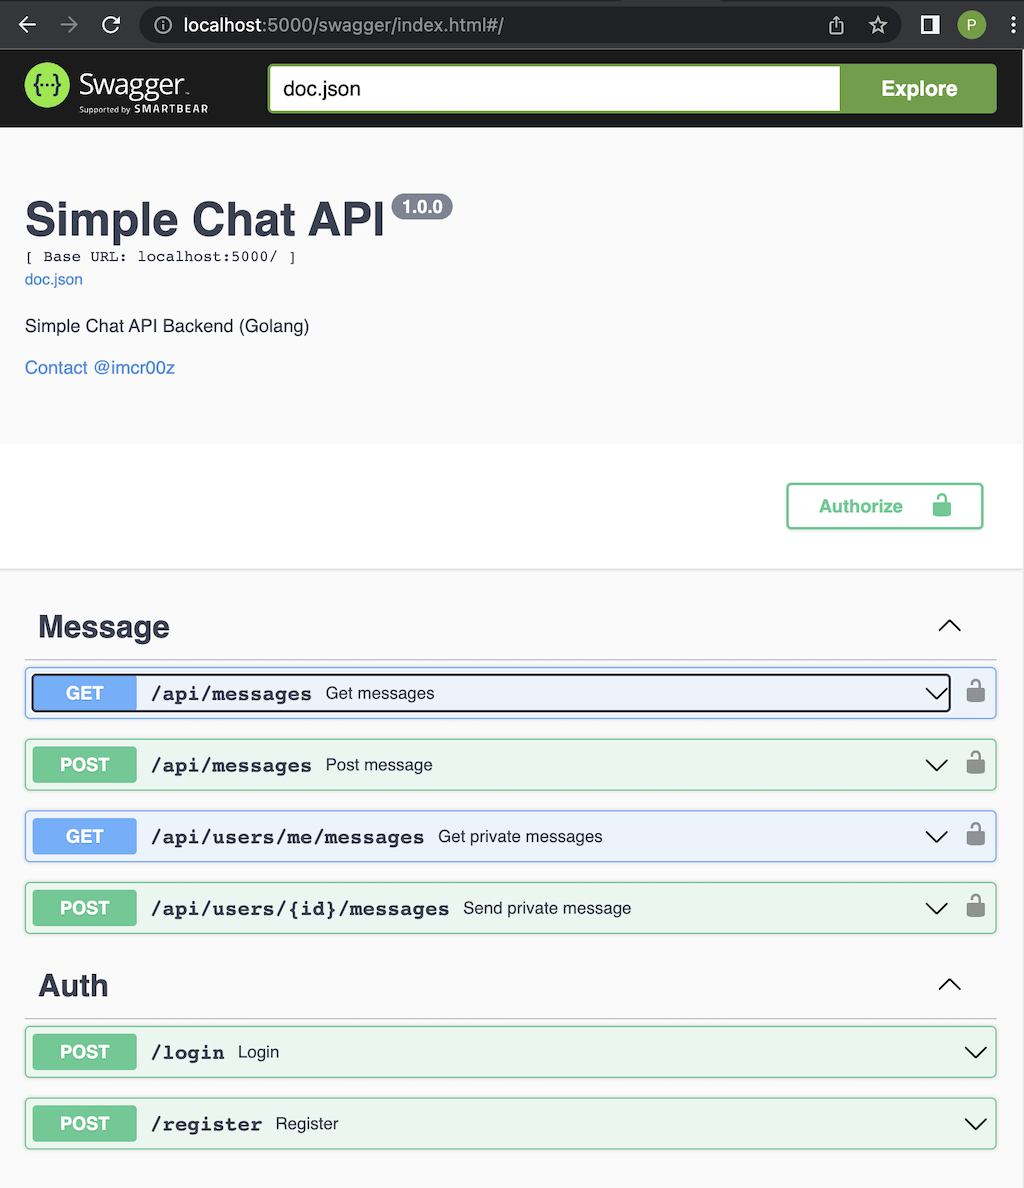 localhost:5000/swagger/index.html#/
P
{···} Swagger™
Supported by SMARTBEAR
doc.json
Explore
Simple Chat API 1.0.0
[ Base URL: localhost:5000/ ]
doc.json
Simple Chat API Backend (Golang)
Contact @imcr00z
Authorize
Message
GET /api/messages Get messages
POST /api/messages Post message
GET /api/users/me/messages Get private messages
POST /api/users/{id}/messages Send private message
Auth
POST /login Login
POST /register Register